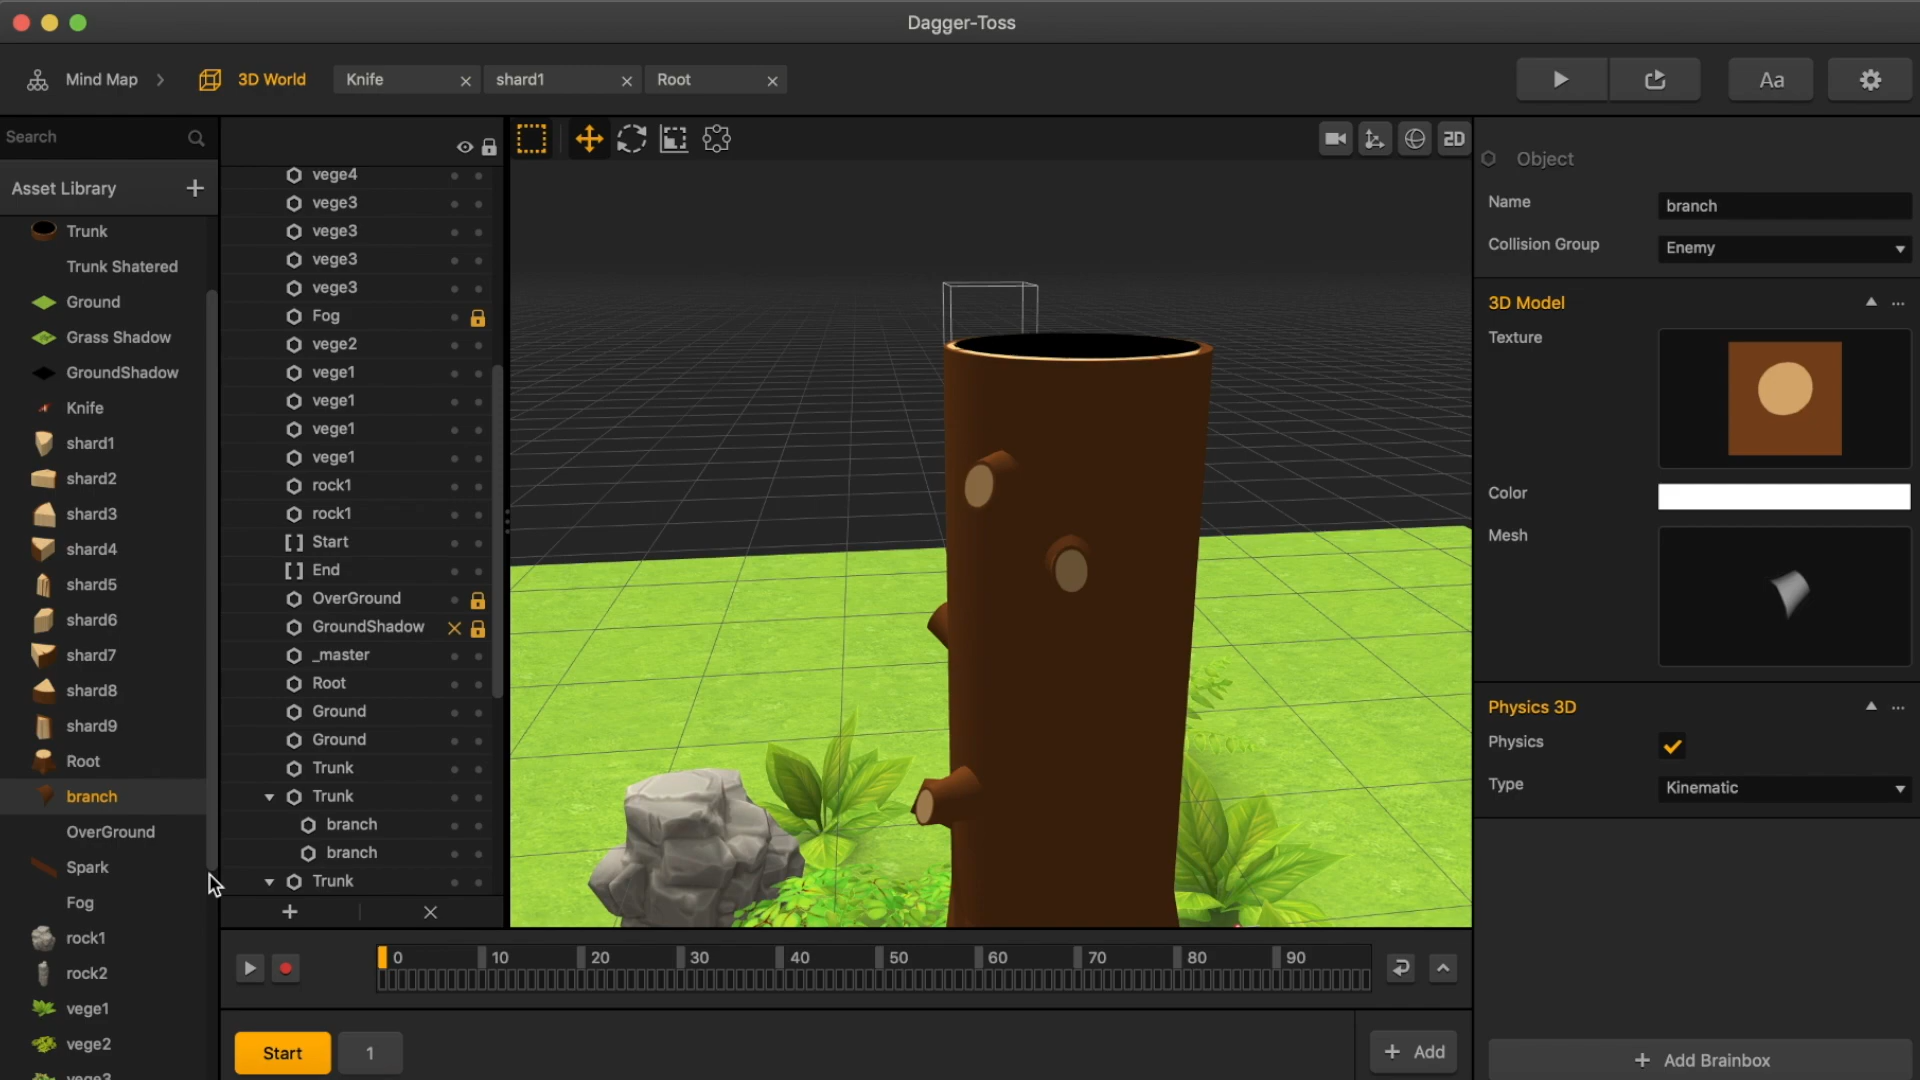 Dagger-Toss
Mind Map
3D World
Knife
shard1
Root
Aa
Search
Asset Library
Trunk
Trunk Shatered
Ground
Grass Shadow
GroundShadow
Knife
shard1
shard2
shard3
shard4
shard5
shard6
shard7
shard8
shard9
Root
branch
OverGround
Spark
Fog
rock1
rock2
vege1
vege2
vege3
vege4
vege3
vege3
vege3
vege3
Fog
vege2
vege1
vege1
vege1
vege1
rock1
rock1
Start
End
OverGround
GroundShadow
_master
Root
Ground
Ground
Trunk
Trunk
branch
branch
Trunk
2D
Object
Name
branch
Collision Group
Enemy
3D Model
Texture
Color
Mesh
Physics 3D
Physics
Type
Kinematic
0 10 20 30 40 50 60 70 80 90
Start
1
+ Add
+ Add Brainbox